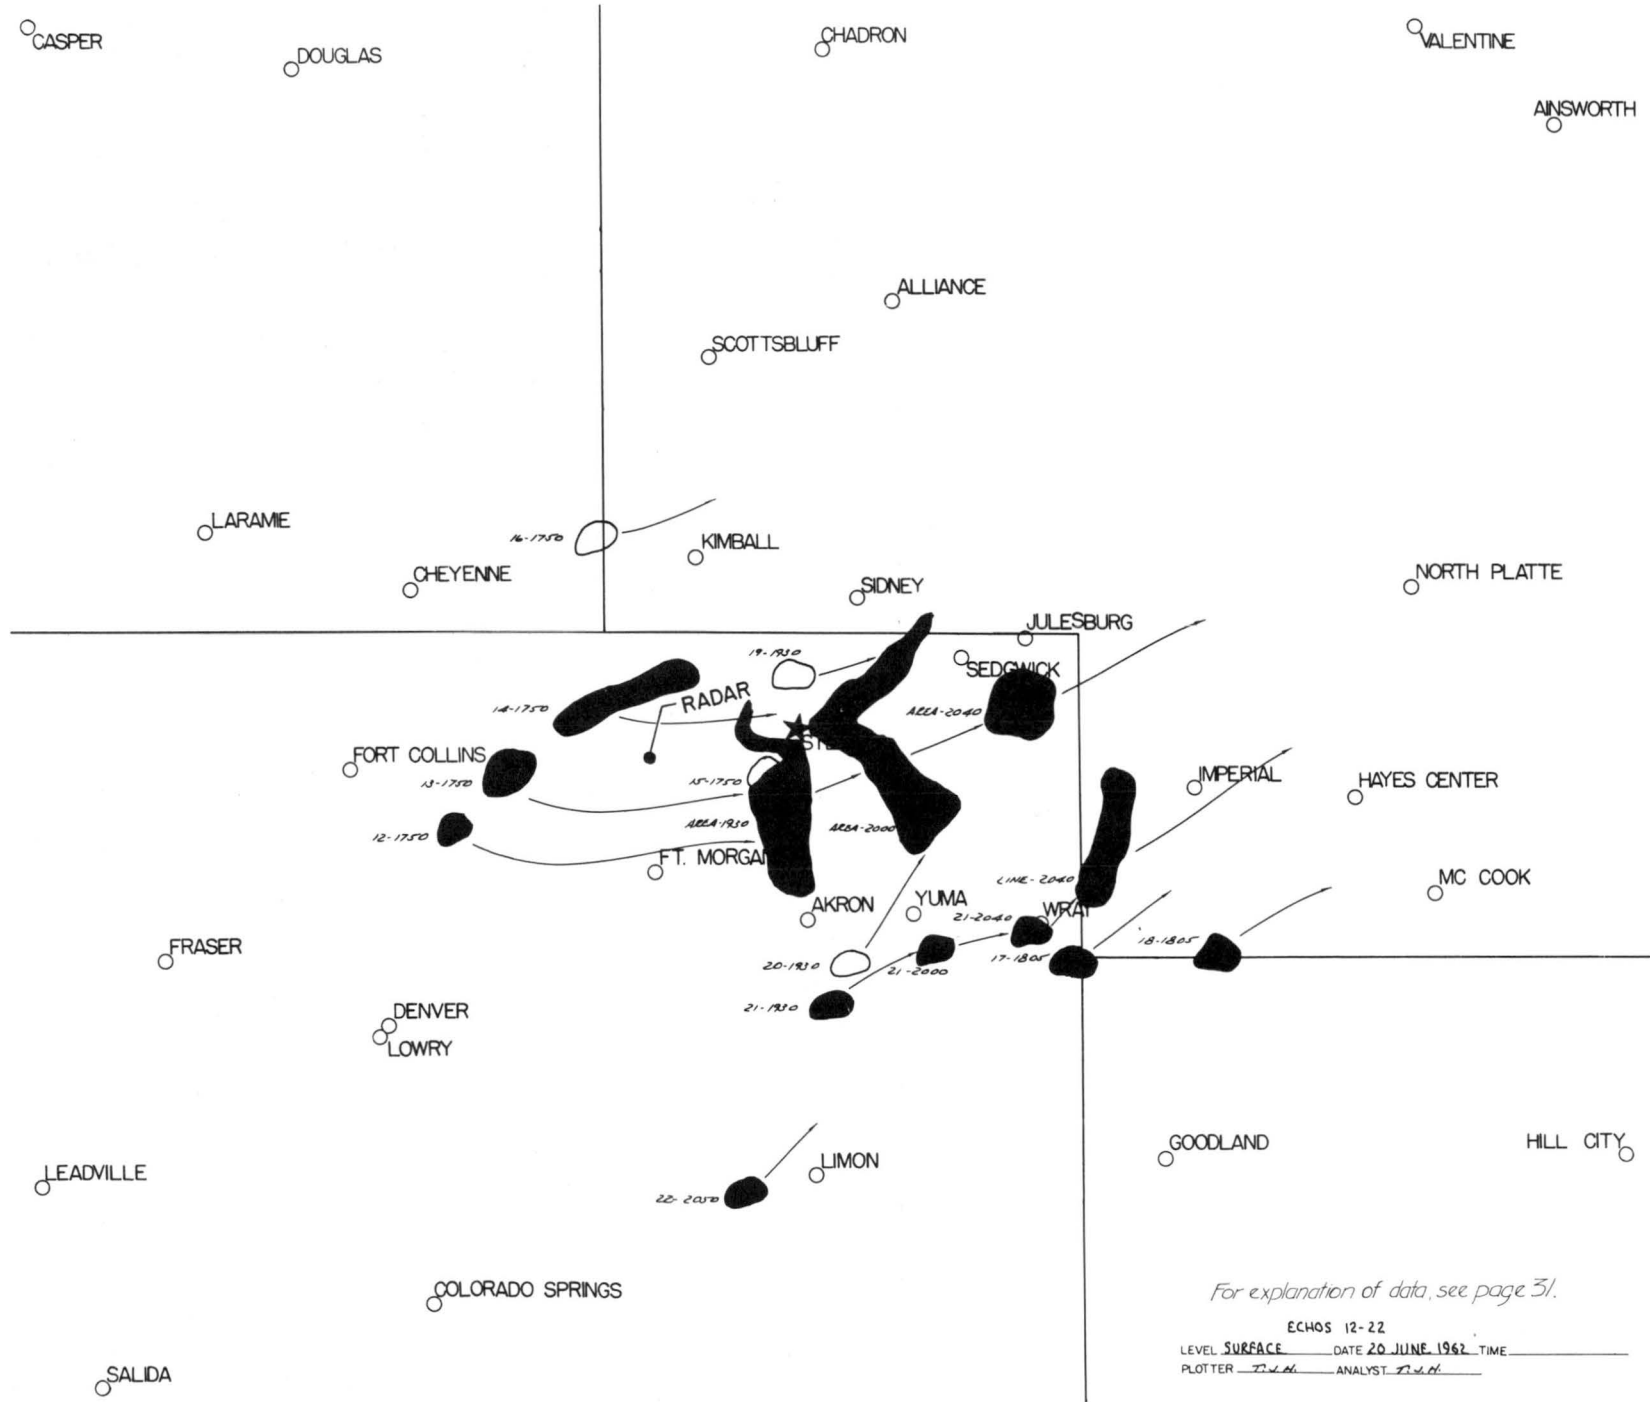 CASPER
DOUGLAS
CHADRON
VALENTINE
AINSWORTH
ALLIANCE
SCOTTSBLUFF
LARAMIE
16-1750
KIMBALL
CHEYENNE
SIDNEY
NORTH PLATTE
JULESBURG
19-1930
SEDGWICK
14-1750
RADAR
AREA-2040
FORT COLLINS
13-1750
15-1750
IMPERIAL
HAYES CENTER
12-1750
AREA-1930
AREA-2000
FT. MORGAN
LINE-2040
MC COOK
AKRON
YUMA
21-2040
WRAY
18-1805
FRASER
20-1930
21-2000
17-1805
21-1930
DENVER
LOWRY
GOODLAND
HILL CITY
LEADVILLE
LIMON
22-2050
COLORADO SPRINGS
For explanation of data, see page 31.
ECHOS 12-22
LEVEL SURFACE DATE 20 JUNE 1962 TIME
PLOTTER T.J.H. ANALYST T.J.H.
SALIDA